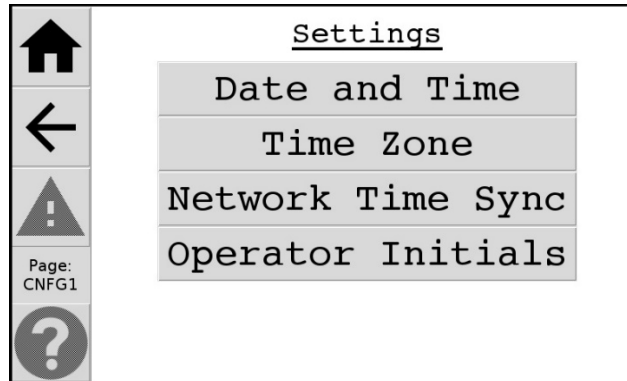 Settings
Date and Time
Time Zone
Network Time Sync
Operator Initials
Page:
CNFG1